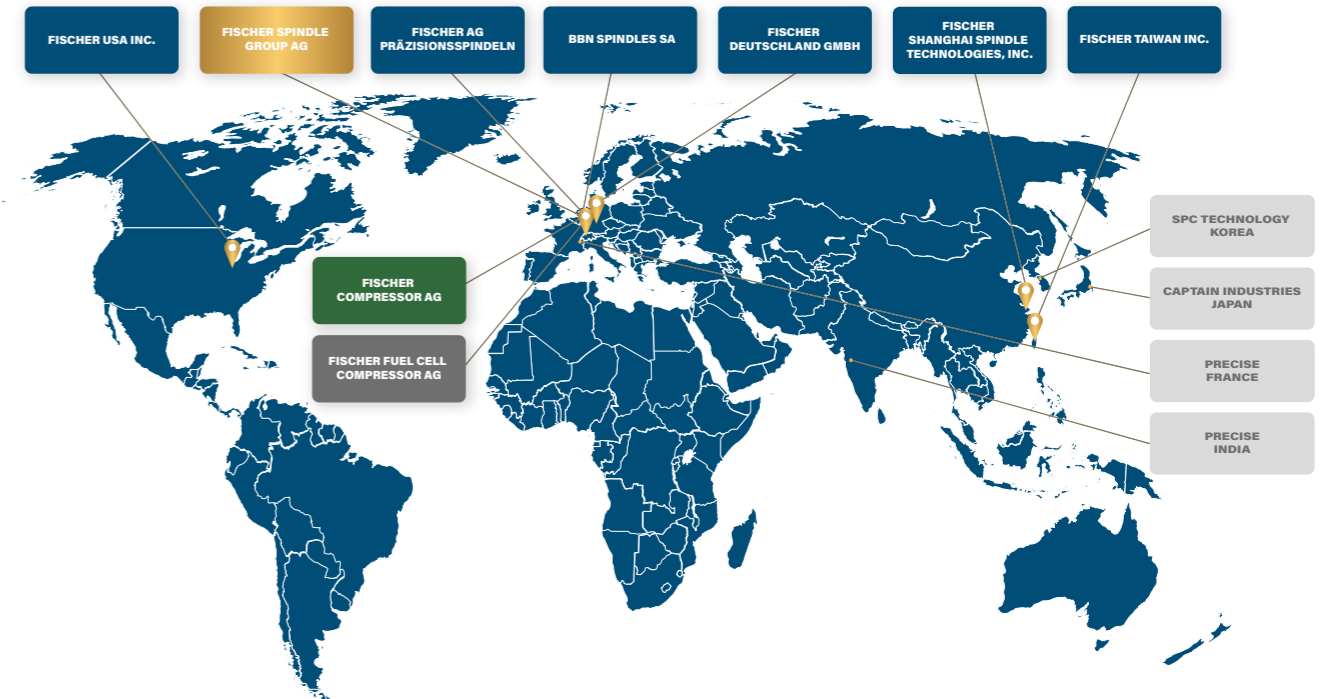 FISCHER USA INC.
FISCHER SPINDLE
GROUP AG
FISCHER AG
PRÄZISIONSSPINDELN
BBN SPINDLES SA
FISCHER
DEUTSCHLAND GMBH
FISCHER
SHANGHAI SPINDLE
TECHNOLOGIES, INC.
FISCHER TAIWAN INC.
SPC TECHNOLOGY
KOREA
FISCHER
COMPRESSOR AG
CAPTAIN INDUSTRIES
JAPAN
FISCHER FUEL CELL
COMPRESSOR AG
PRECISE
FRANCE
PRECISE
INDIA